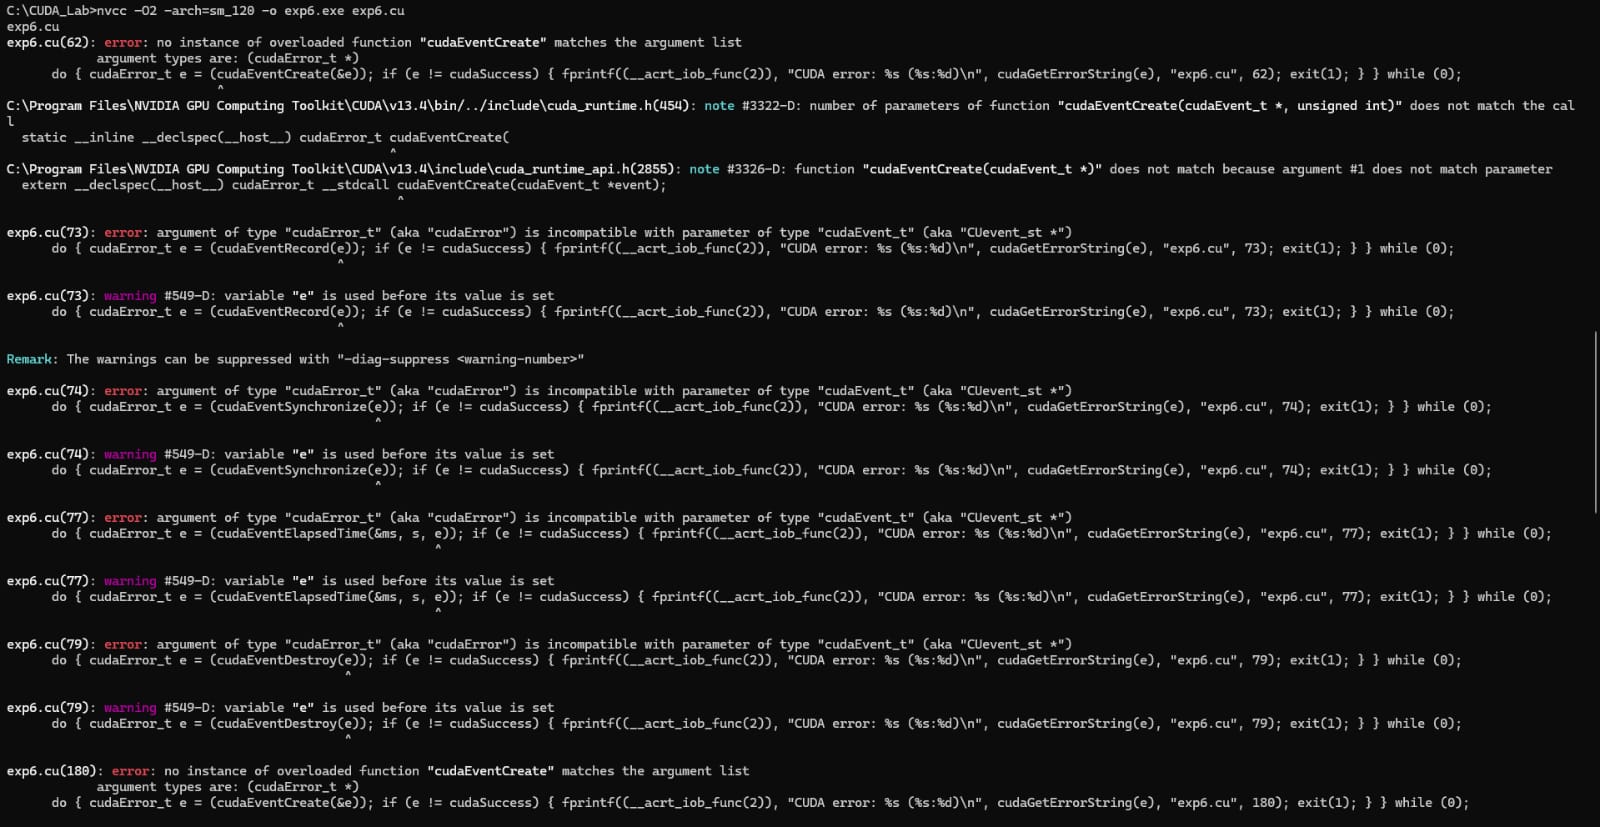 C:\CUDA_Lab>nvcc -O2 -arch=sm_120 -o exp6.exe exp6.cu
exp6.cu
exp6.cu(62): error: no instance of overloaded function "cudaEventCreate" matches the argument list
            argument types are: (cudaError_t *)
      do { cudaError_t e = (cudaEventCreate(&e)); if (e != cudaSuccess) { fprintf((__acrt_iob_func(2)), "CUDA error: %s (%s:%d)\n", cudaGetErrorString(e), "exp6.cu", 62); exit(1); } } while (0);
                            ^
C:\Program Files\NVIDIA GPU Computing Toolkit\CUDA\v13.4\bin/../include\cuda_runtime.h(454): note #3322-D: number of parameters of function "cudaEventCreate(cudaEvent_t *, unsigned int)" does not match the cal
l
  static __inline __declspec(__host__) cudaError_t cudaEventCreate(
                                                   ^
C:\Program Files\NVIDIA GPU Computing Toolkit\CUDA\v13.4\include\cuda_runtime_api.h(2855): note #3326-D: function "cudaEventCreate(cudaEvent_t *)" does not match because argument #1 does not match parameter
  extern __declspec(__host__) cudaError_t __stdcall cudaEventCreate(cudaEvent_t *event);
                                                    ^
exp6.cu(73): error: argument of type "cudaError_t" (aka "cudaError") is incompatible with parameter of type "cudaEvent_t" (aka "CUevent_st *")
      do { cudaError_t e = (cudaEventRecord(e)); if (e != cudaSuccess) { fprintf((__acrt_iob_func(2)), "CUDA error: %s (%s:%d)\n", cudaGetErrorString(e), "exp6.cu", 73); exit(1); } } while (0);
                                            ^
exp6.cu(73): warning #549-D: variable "e" is used before its value is set
      do { cudaError_t e = (cudaEventRecord(e)); if (e != cudaSuccess) { fprintf((__acrt_iob_func(2)), "CUDA error: %s (%s:%d)\n", cudaGetErrorString(e), "exp6.cu", 73); exit(1); } } while (0);
                                            ^
Remark: The warnings can be suppressed with "-diag-suppress <warning-number>"
exp6.cu(74): error: argument of type "cudaError_t" (aka "cudaError") is incompatible with parameter of type "cudaEvent_t" (aka "CUevent_st *")
      do { cudaError_t e = (cudaEventSynchronize(e)); if (e != cudaSuccess) { fprintf((__acrt_iob_func(2)), "CUDA error: %s (%s:%d)\n", cudaGetErrorString(e), "exp6.cu", 74); exit(1); } } while (0);
                                                 ^
exp6.cu(74): warning #549-D: variable "e" is used before its value is set
      do { cudaError_t e = (cudaEventSynchronize(e)); if (e != cudaSuccess) { fprintf((__acrt_iob_func(2)), "CUDA error: %s (%s:%d)\n", cudaGetErrorString(e), "exp6.cu", 74); exit(1); } } while (0);
                                                 ^
exp6.cu(77): error: argument of type "cudaError_t" (aka "cudaError") is incompatible with parameter of type "cudaEvent_t" (aka "CUevent_st *")
      do { cudaError_t e = (cudaEventElapsedTime(&ms, s, e)); if (e != cudaSuccess) { fprintf((__acrt_iob_func(2)), "CUDA error: %s (%s:%d)\n", cudaGetErrorString(e), "exp6.cu", 77); exit(1); } } while (0);
                                                         ^
exp6.cu(77): warning #549-D: variable "e" is used before its value is set
      do { cudaError_t e = (cudaEventElapsedTime(&ms, s, e)); if (e != cudaSuccess) { fprintf((__acrt_iob_func(2)), "CUDA error: %s (%s:%d)\n", cudaGetErrorString(e), "exp6.cu", 77); exit(1); } } while (0);
                                                         ^
exp6.cu(79): error: argument of type "cudaError_t" (aka "cudaError") is incompatible with parameter of type "cudaEvent_t" (aka "CUevent_st *")
      do { cudaError_t e = (cudaEventDestroy(e)); if (e != cudaSuccess) { fprintf((__acrt_iob_func(2)), "CUDA error: %s (%s:%d)\n", cudaGetErrorString(e), "exp6.cu", 79); exit(1); } } while (0);
                                             ^
exp6.cu(79): warning #549-D: variable "e" is used before its value is set
      do { cudaError_t e = (cudaEventDestroy(e)); if (e != cudaSuccess) { fprintf((__acrt_iob_func(2)), "CUDA error: %s (%s:%d)\n", cudaGetErrorString(e), "exp6.cu", 79); exit(1); } } while (0);
                                             ^
exp6.cu(180): error: no instance of overloaded function "cudaEventCreate" matches the argument list
            argument types are: (cudaError_t *)
      do { cudaError_t e = (cudaEventCreate(&e)); if (e != cudaSuccess) { fprintf((__acrt_iob_func(2)), "CUDA error: %s (%s:%d)\n", cudaGetErrorString(e), "exp6.cu", 180); exit(1); } } while (0);